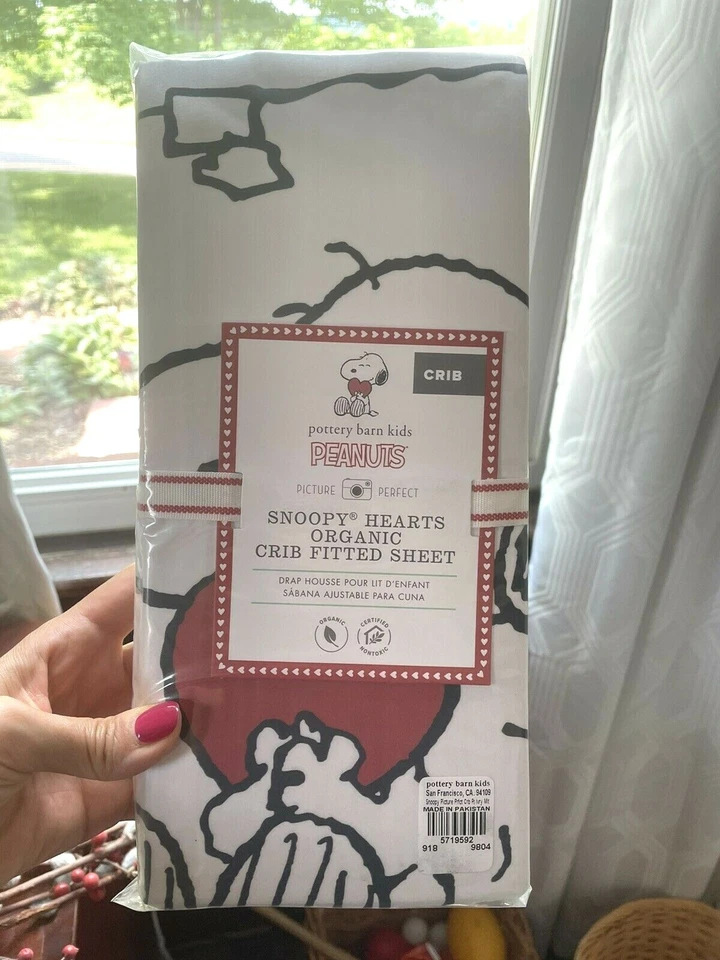 CRIB
pottery barn kids
PEANUTS
PICTURE PERFECT
SNOOPY® HEARTS
ORGANIC
CRIB FITTED SHEET
DRAP HOUSSE POUR LIT D'ENFANT
SÁBANA AJUSTABLE PARA CUNA
ORGANIC
CERTIFIED
NONTOXIC
pottery barn kids
San Francisco, CA. 94109
Snoopy Picture
MADE IN PAKISTAN
5719592
918 9804